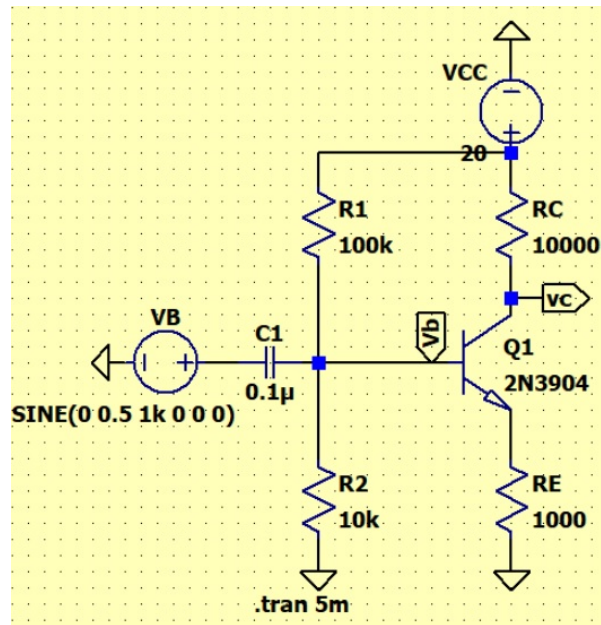 VCC
20
R1
100k
RC
10000
vc
VB
C1
0.1µ
Vb
Q1
2N3904
SINE(0 0.5 1k 0 0 0)
R2
10k
RE
1000
.tran 5m